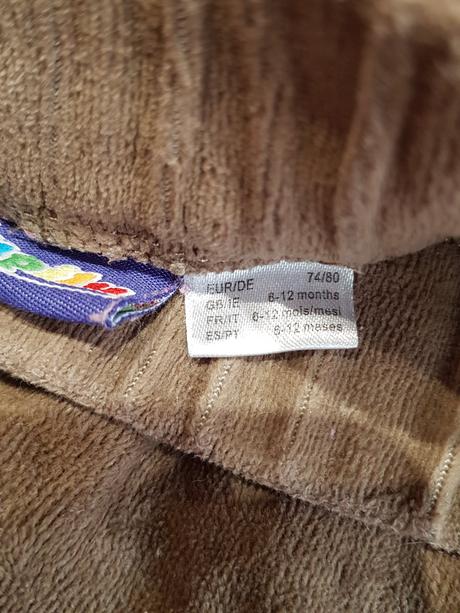 EUR/DE 74/80
GB/IE 6-12 months
FR/IT 6-12 mois/mesi
ES/PT 6-12 mases